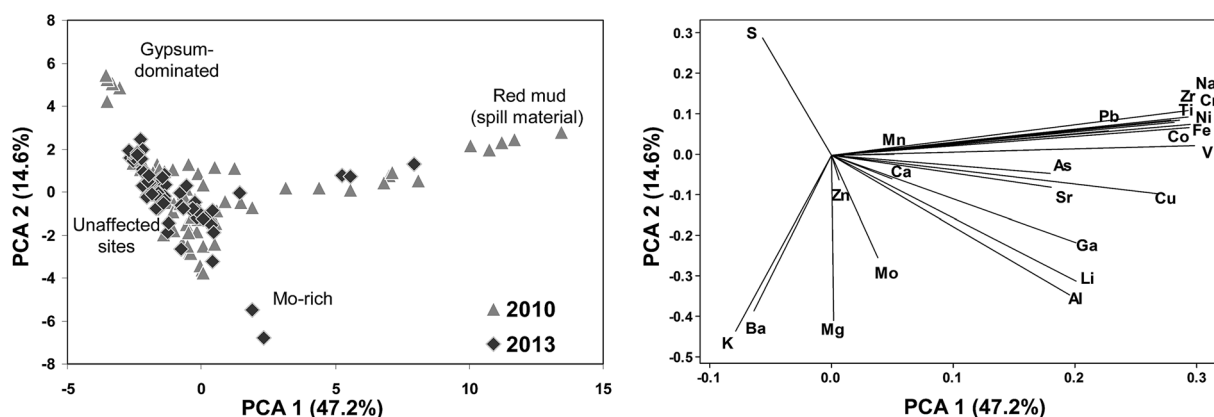 8
6
4
2
0
-2
-4
-6
-8
PCA 2 (14.6%)
Gypsum-
dominated
Red mud
(spill material)
Unaffected
sites
Mo-rich
2010
2013
-5
0
5
10
15
PCA 1 (47.2%)
0.3
0.2
0.1
0.0
-0.1
-0.2
-0.3
-0.4
-0.5
PCA 2 (14.6%)
S
Na
Zr
Cr
Ti
Ni
Pb
Fe
Mn
Co
V
As
Ca
Zn
Sr
Cu
Ga
Mo
Li
Al
Ba
Mg
K
-0.1
0.0
0.1
0.2
0.3
PCA 1 (47.2%)